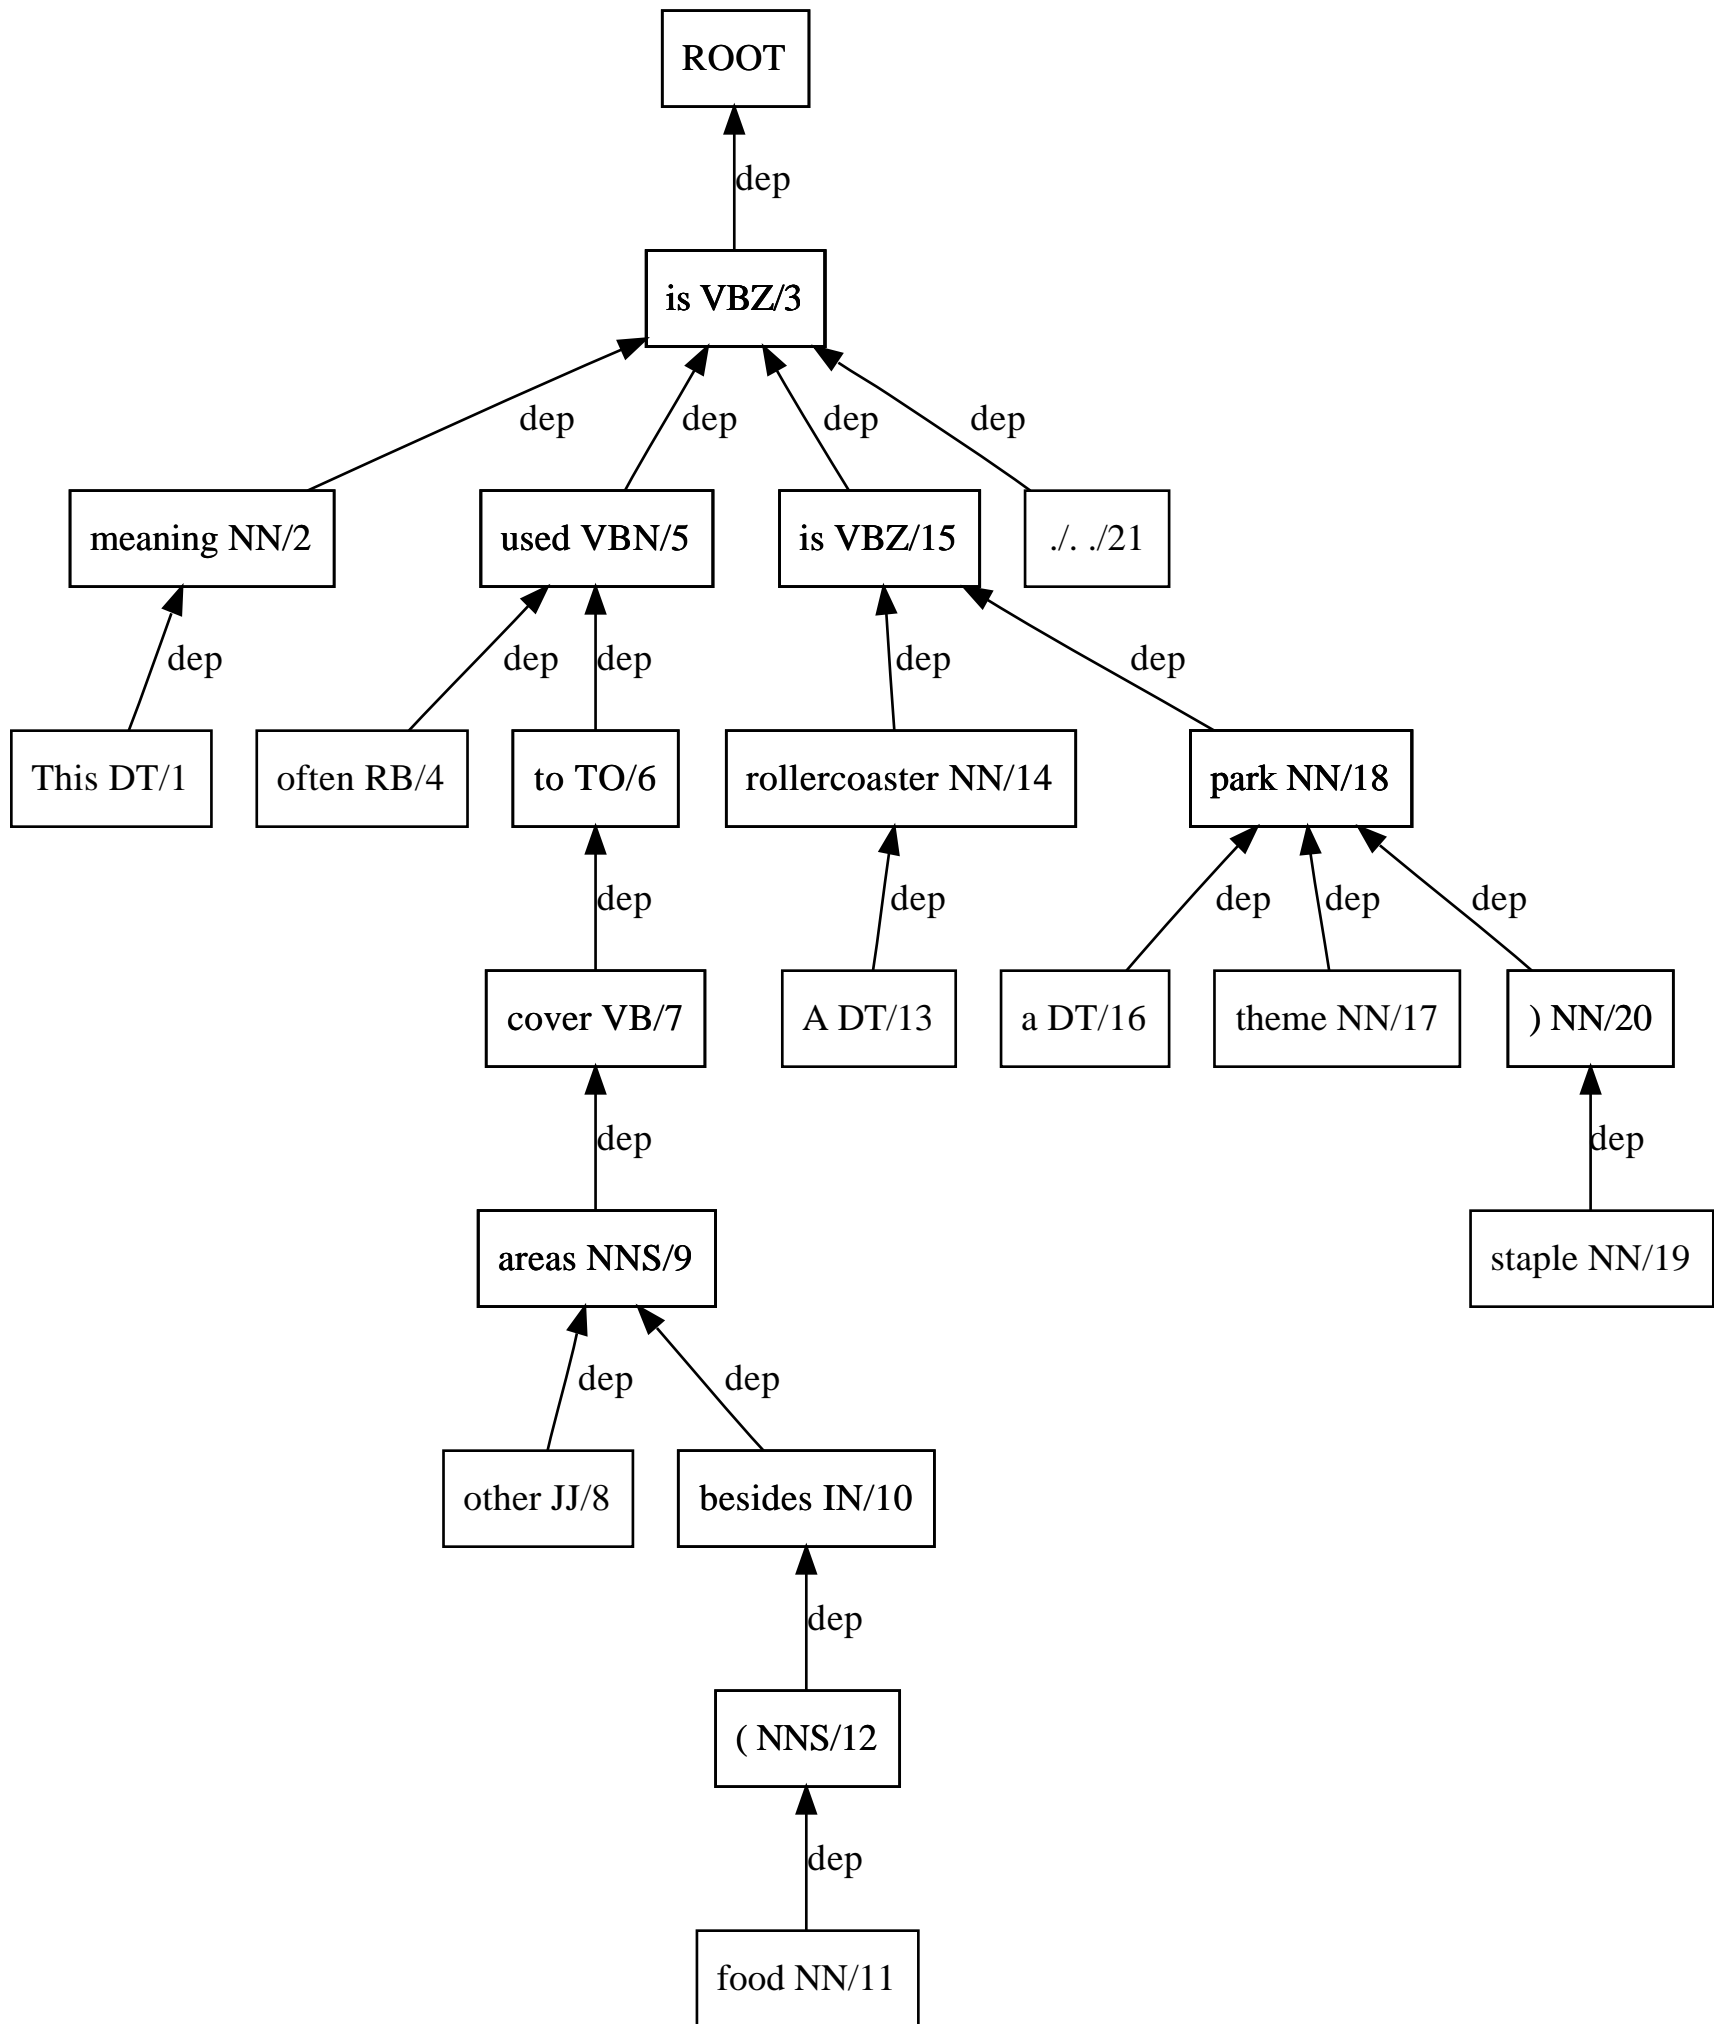 ROOT
dep
is VBZ/3
dep dep dep dep
meaning NN/2 used VBN/5 is VBZ/15 ./. ./21
dep dep dep dep dep
This DT/1 often RB/4 to TO/6 rollercoaster NN/14 park NN/18
dep dep dep dep dep
cover VB/7 A DT/13 a DT/16 theme NN/17 ) NN/20
dep dep
areas NNS/9 staple NN/19
dep dep
other JJ/8 besides IN/10
dep
( NNS/12
dep
food NN/11